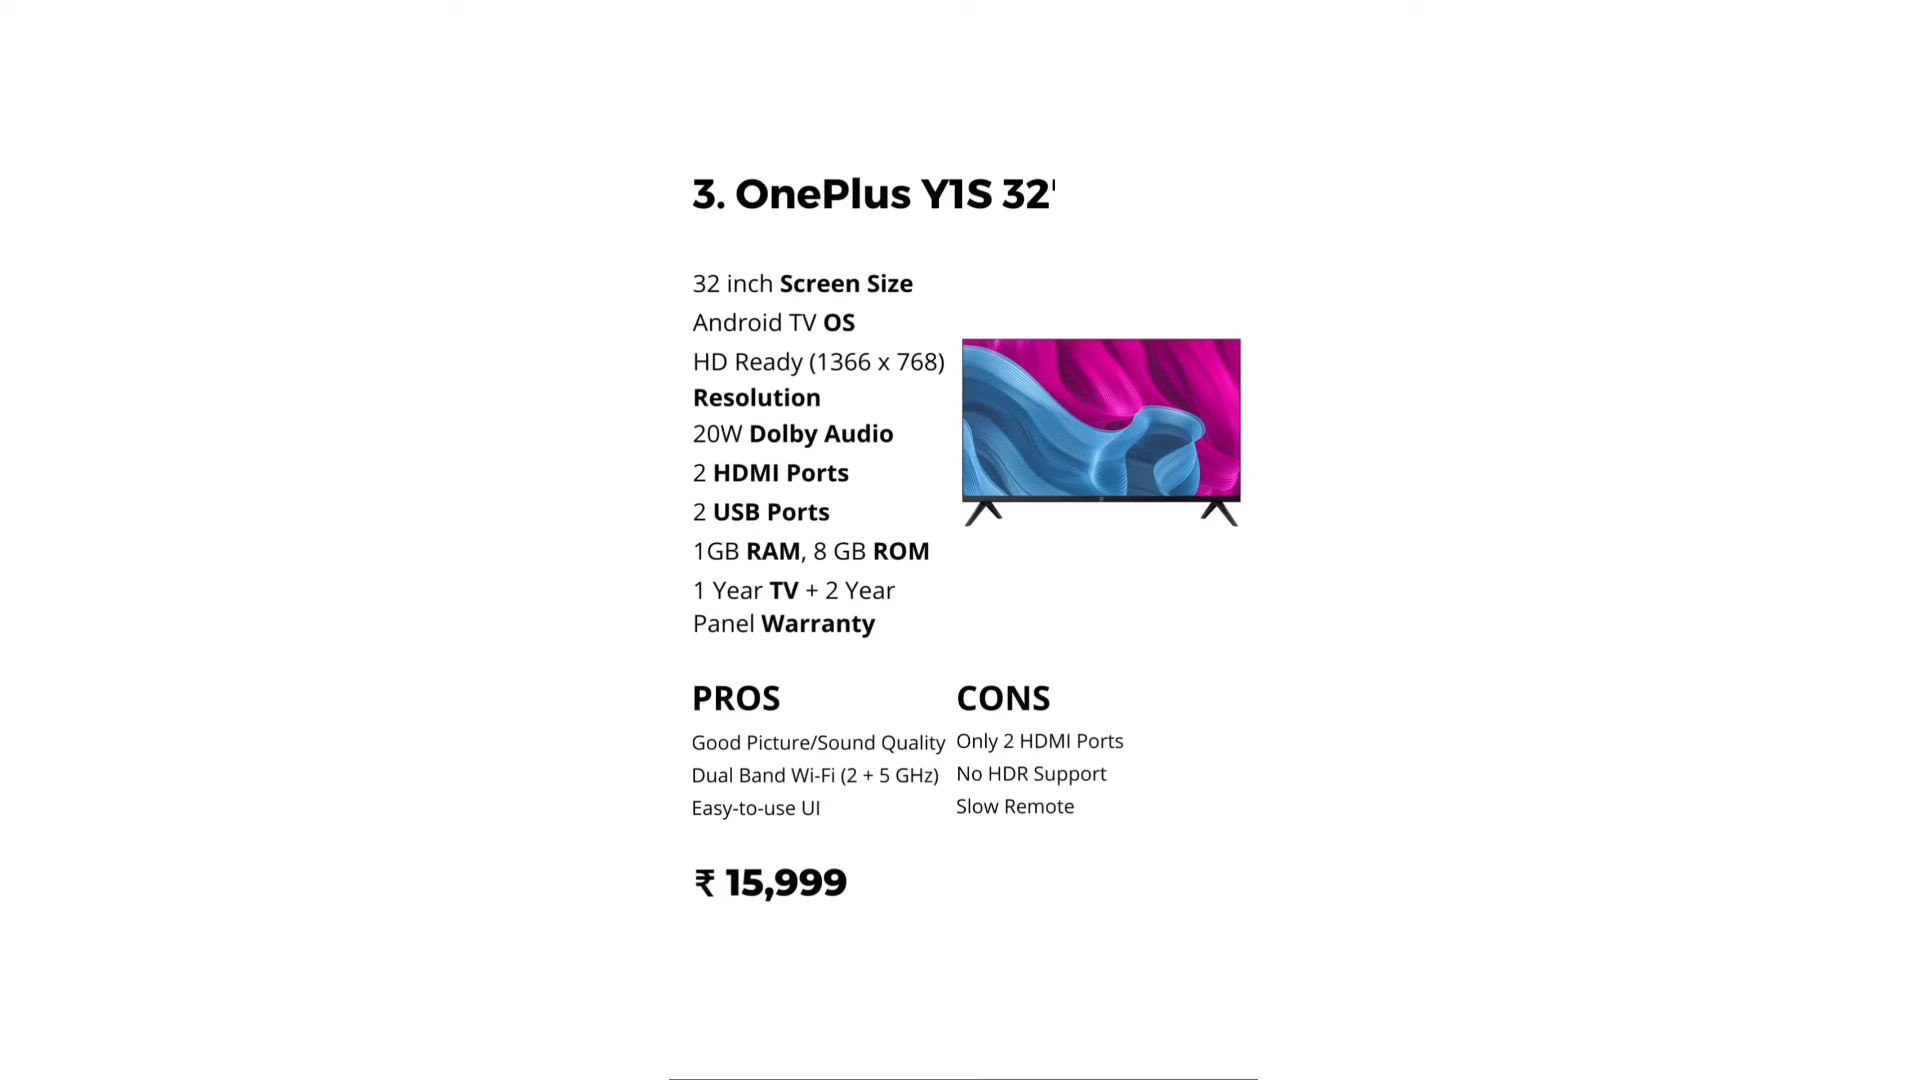 3. OnePlus Y1S 32'
32 inch Screen Size
Android TV OS
HD Ready (1366 x 768)
Resolution
20W Dolby Audio
2 HDMI Ports
2 USB Ports
1GB RAM, 8 GB ROM
1 Year TV + 2 Year
Panel Warranty
PROS
Good Picture/Sound Quality
Dual Band Wi-Fi (2 + 5 GHz)
Easy-to-use UI
CONS
Only 2 HDMI Ports
No HDR Support
Slow Remote
₹ 15,999